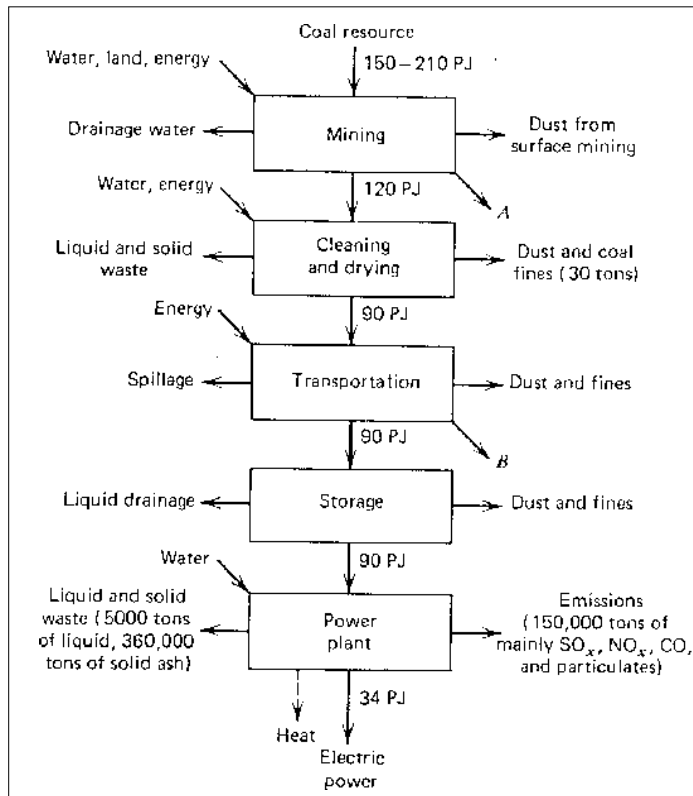 Coal resource
Water, land, energy
150–210 PJ
Drainage water
Mining
Dust from
surface mining
Water, energy
120 PJ
A
Liquid and solid
waste
Cleaning
and drying
Dust and coal
fines (30 tons)
Energy
90 PJ
Spillage
Transportation
Dust and fines
90 PJ
B
Liquid drainage
Storage
Dust and fines
Water
90 PJ
Liquid and solid
waste (5000 tons
of liquid, 360,000
tons of solid ash)
Power
plant
Emissions
(150,000 tons of
mainly SOx, NOx, CO,
and particulates)
34 PJ
Heat
Electric
power